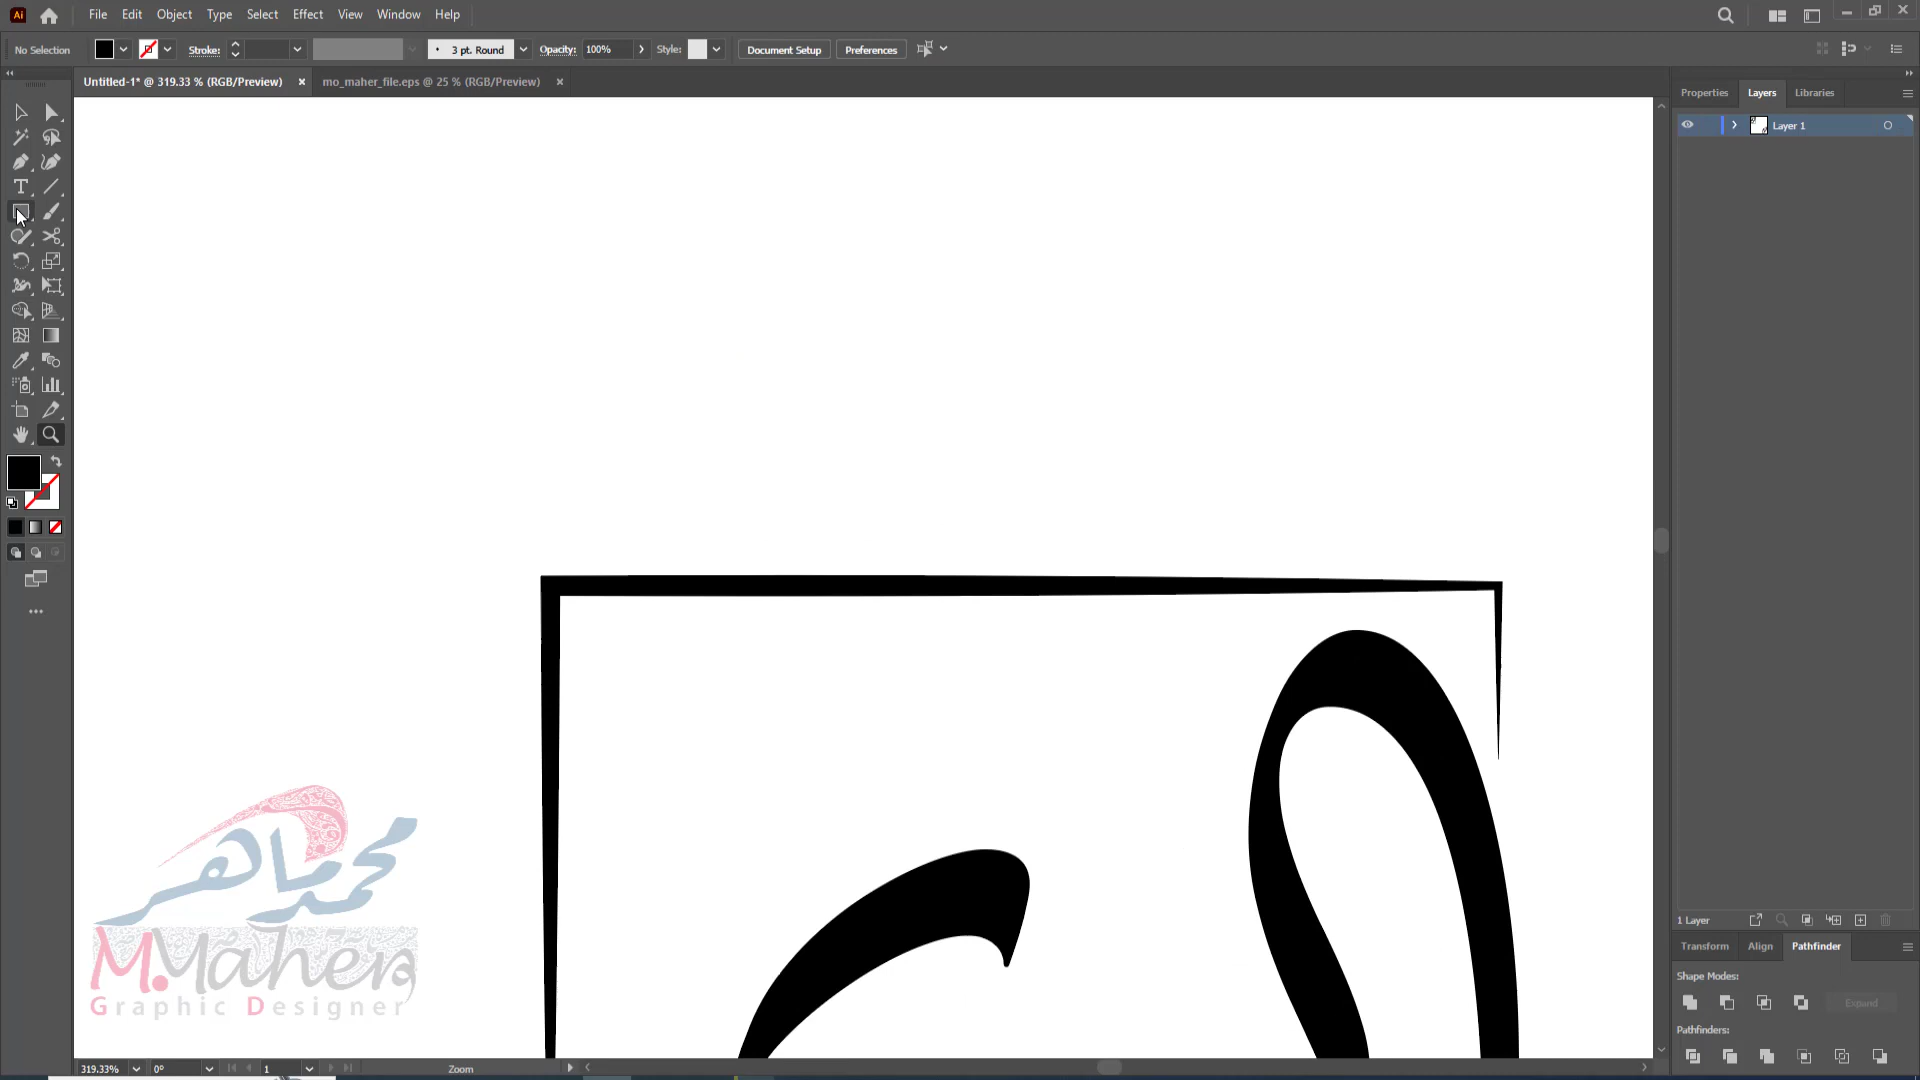 Ai File Edit Object Type Select Effect View Window Help
No Selection Stroke: 3 pt. Round Opacity: 100% Style: Document Setup Preferences
Untitled-1* @ 319.33 % (RGB/Preview) mo_maher_file.eps @ 25 % (RGB/Preview)
Properties Layers Libraries
Layer 1
محمد ماهر
M.Maher
Graphic Designer
1 Layer
Transform Align Pathfinder
Shape Modes:
Expand
Pathfinders:
319.33% 0° 1 Zoom